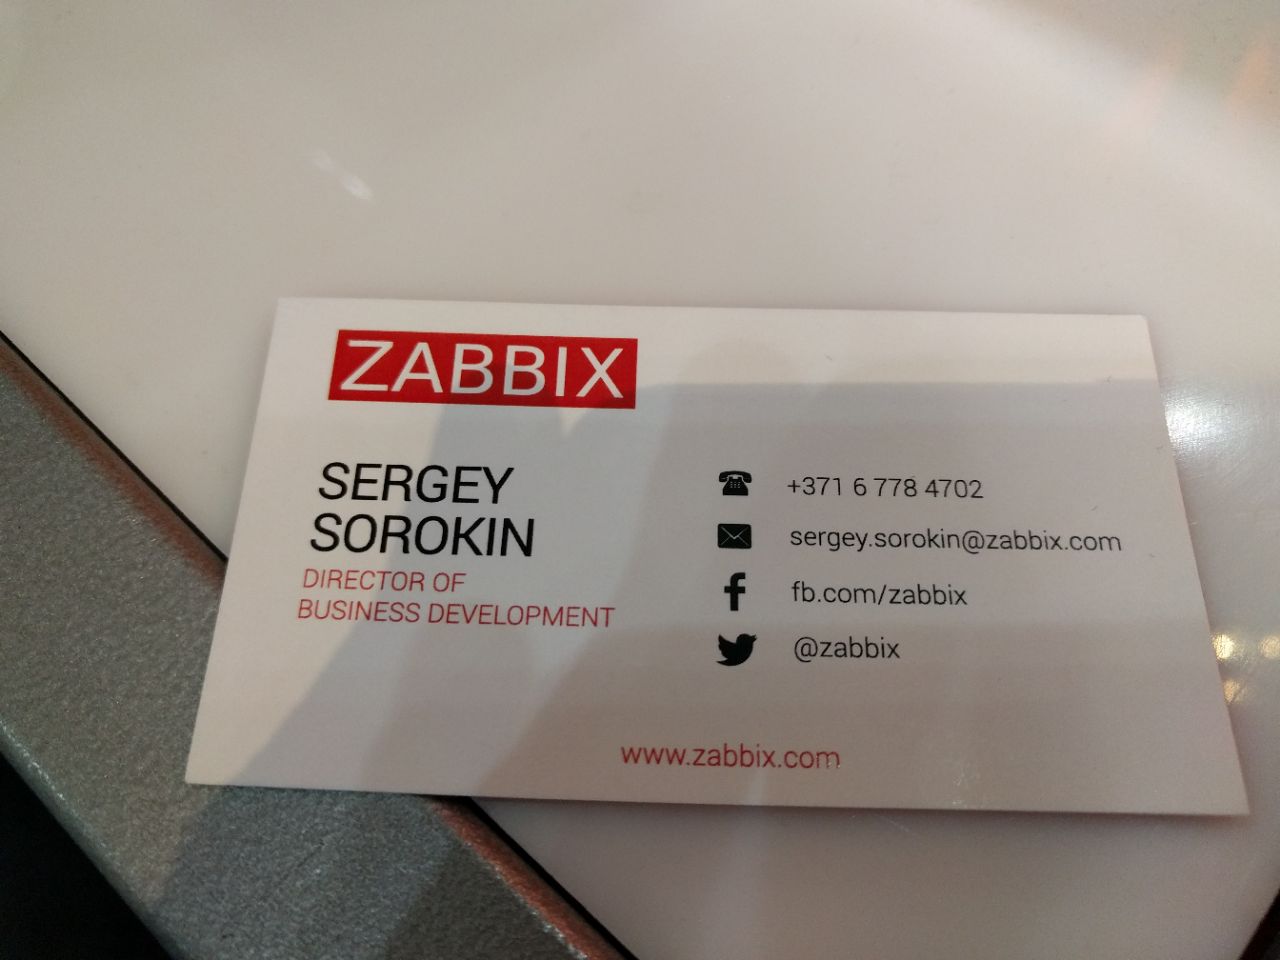 ZABBIX
SERGEY
SOROKIN
DIRECTOR OF
BUSINESS DEVELOPMENT
+371 6 778 4702
sergey.sorokin@zabbix.com
fb.com/zabbix
@zabbix
www.zabbix.com